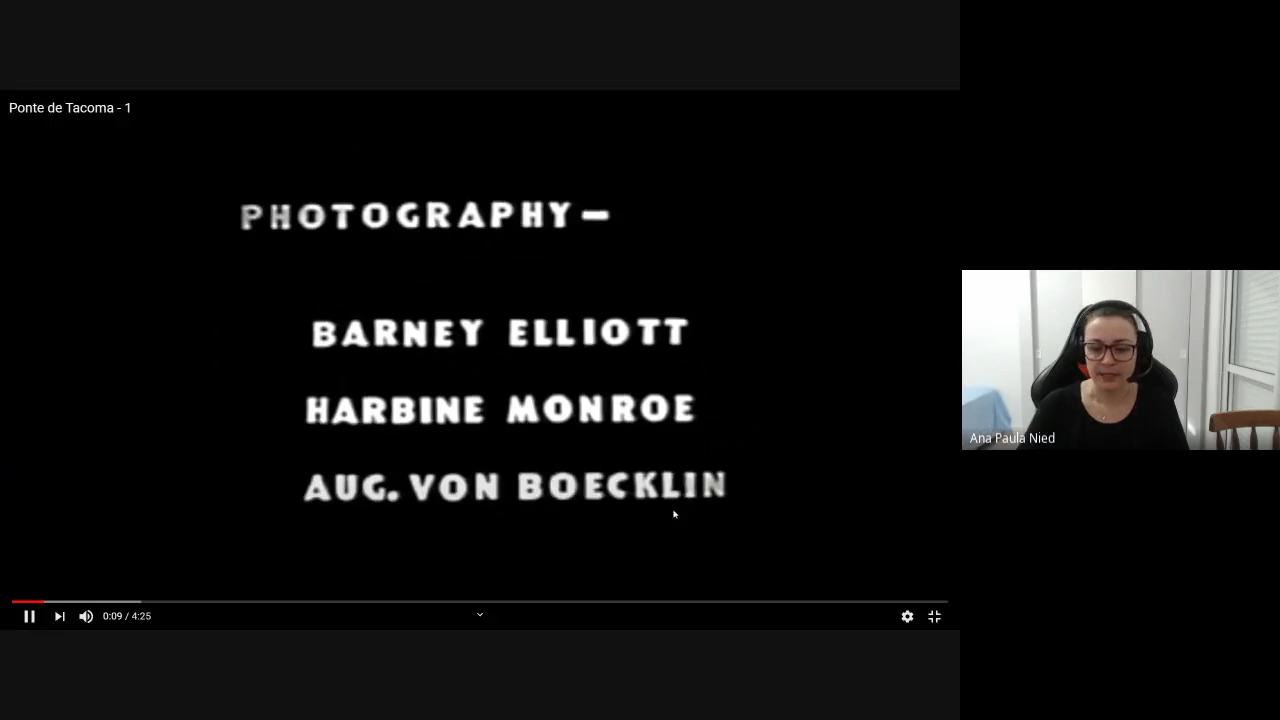 Ponte de Tacoma - 1
PHOTOGRAPHY—
BARNEY ELLIOTT
HARBINE MONROE
AUG. VON BOECKLIN
Ana Paula Nied
0:09 / 4:25